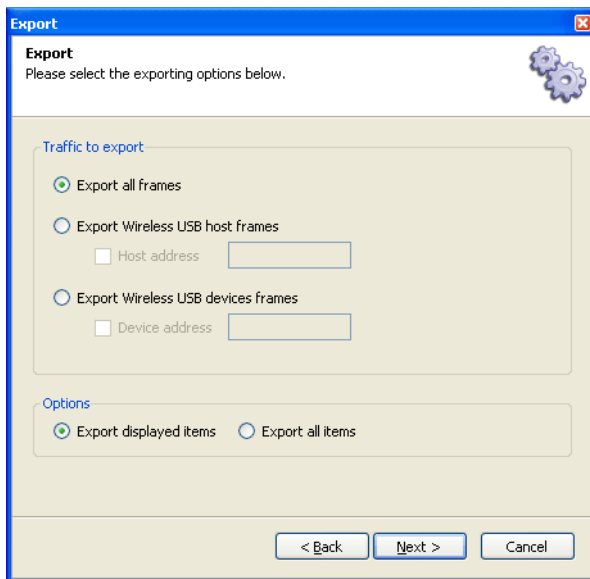 Export
Export
Please select the exporting options below.
Traffic to export
Export all frames
Export Wireless USB host frames
Host address
Export Wireless USB devices frames
Device address
Options
Export displayed items Export all items
< Back Next > Cancel